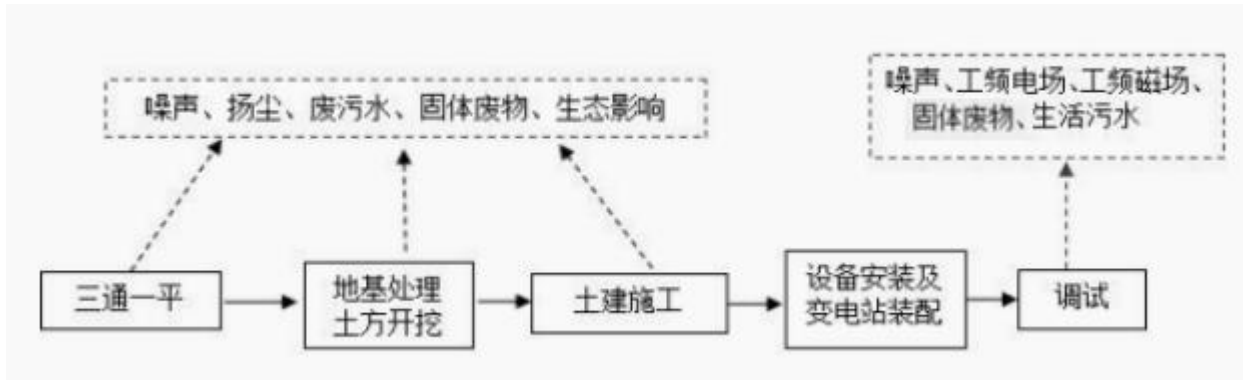 噪声、扬尘、废污水、固体废物、生态影响
噪声、工频电场、工频磁场、
固体废物、生活污水
三通一平
地基处理
土方开挖
土建施工
设备安装及
变电站装配
调试